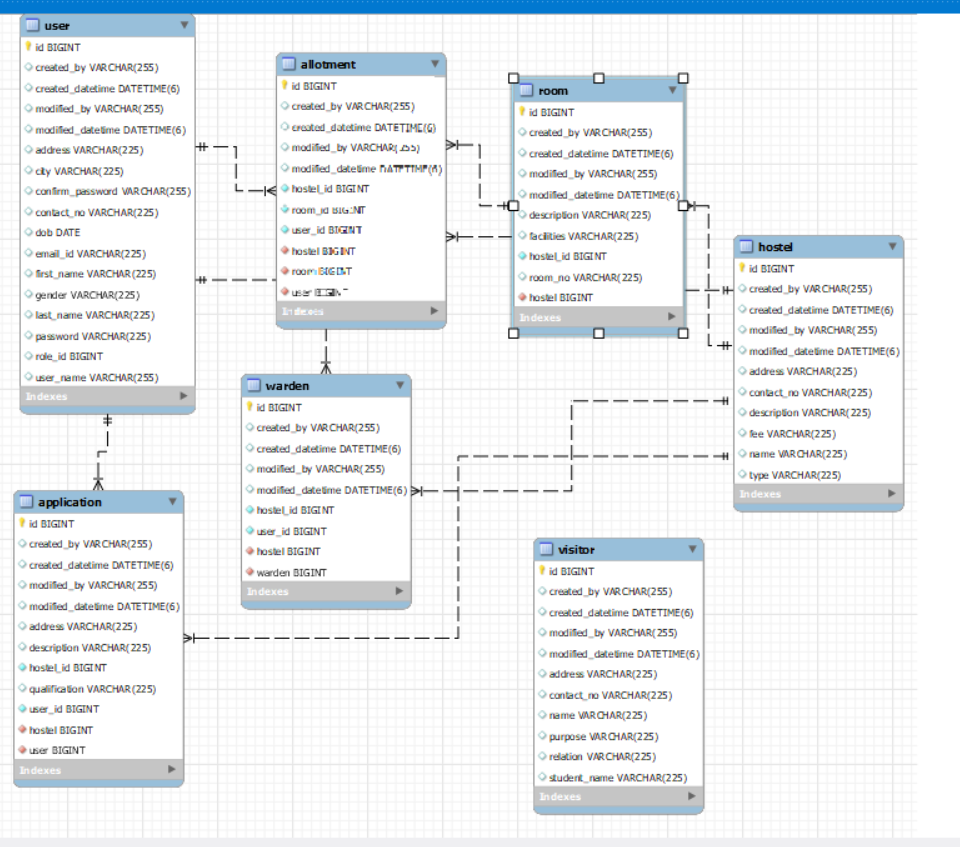 user
id BIGINT
created_by VARCHAR(255)
created_datetime DATETIME(6)
modified_by VARCHAR(255)
modified_datetime DATETIME(6)
address VARCHAR(225)
city VARCHAR(225)
confirm_password VARCHAR(255)
contact_no VARCHAR(225)
dob DATE
email_id VARCHAR(225)
first_name VARCHAR(225)
gender VARCHAR(225)
last_name VARCHAR(225)
password VARCHAR(225)
role_id BIGINT
user_name VARCHAR(255)
Indexes
allotment
id BIGINT
created_by VARCHAR(255)
created_datetime DATETIME(6)
modified_by VARCHAR(255)
modified_datetime
hostel_id BIGINT
room_id BIGINT
user_id BIGINT
hostel BIGINT
room BIGINT
user
Indexes
room
id BIGINT
created_by VARCHAR(255)
created_datetime DATETIME(6)
modified_by VARCHAR(255)
modified_datetime DATETIME(6)
description VARCHAR(225)
facilities VARCHAR(225)
hostel_id BIGINT
room_no VARCHAR(225)
hostel BIGINT
Indexes
hostel
id BIGINT
created_by VARCHAR(255)
created_datetime DATETIME(6)
modified_by VARCHAR(255)
modified_datetime DATETIME(6)
address VARCHAR(225)
contact_no VARCHAR(225)
description VARCHAR(225)
fee VARCHAR(225)
name VARCHAR(225)
type VARCHAR(225)
Indexes
warden
id BIGINT
created_by VARCHAR(255)
created_datetime DATETIME(6)
modified_by VARCHAR(255)
modified_datetime DATETIME(6)
hostel_id BIGINT
user_id BIGINT
hostel BIGINT
warden BIGINT
Indexes
application
id BIGINT
created_by VARCHAR(255)
created_datetime DATETIME(6)
modified_by VARCHAR(255)
modified_datetime DATETIME(6)
address VARCHAR(225)
description VARCHAR(225)
hostel_id BIGINT
qualification VARCHAR(225)
user_id BIGINT
hostel BIGINT
user BIGINT
Indexes
visitor
id BIGINT
created_by VARCHAR(255)
created_datetime DATETIME(6)
modified_by VARCHAR(255)
modified_datetime DATETIME(6)
address VARCHAR(225)
contact_no VARCHAR(225)
name VARCHAR(225)
purpose VARCHAR(225)
relation VARCHAR(225)
student_name VARCHAR(225)
Indexes